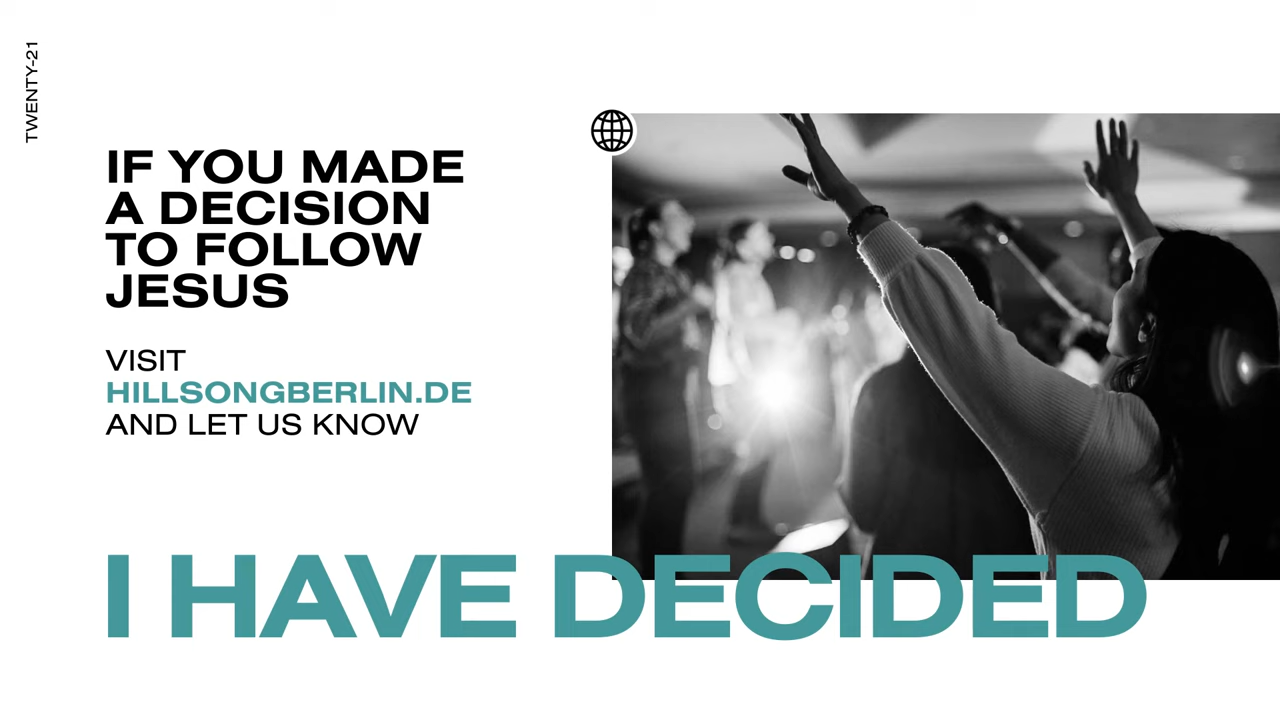 TWENTY-21
IF YOU MADE
A DECISION
TO FOLLOW
JESUS
VISIT
HILLSONGBERLIN.DE
AND LET US KNOW
I HAVE DECIDED